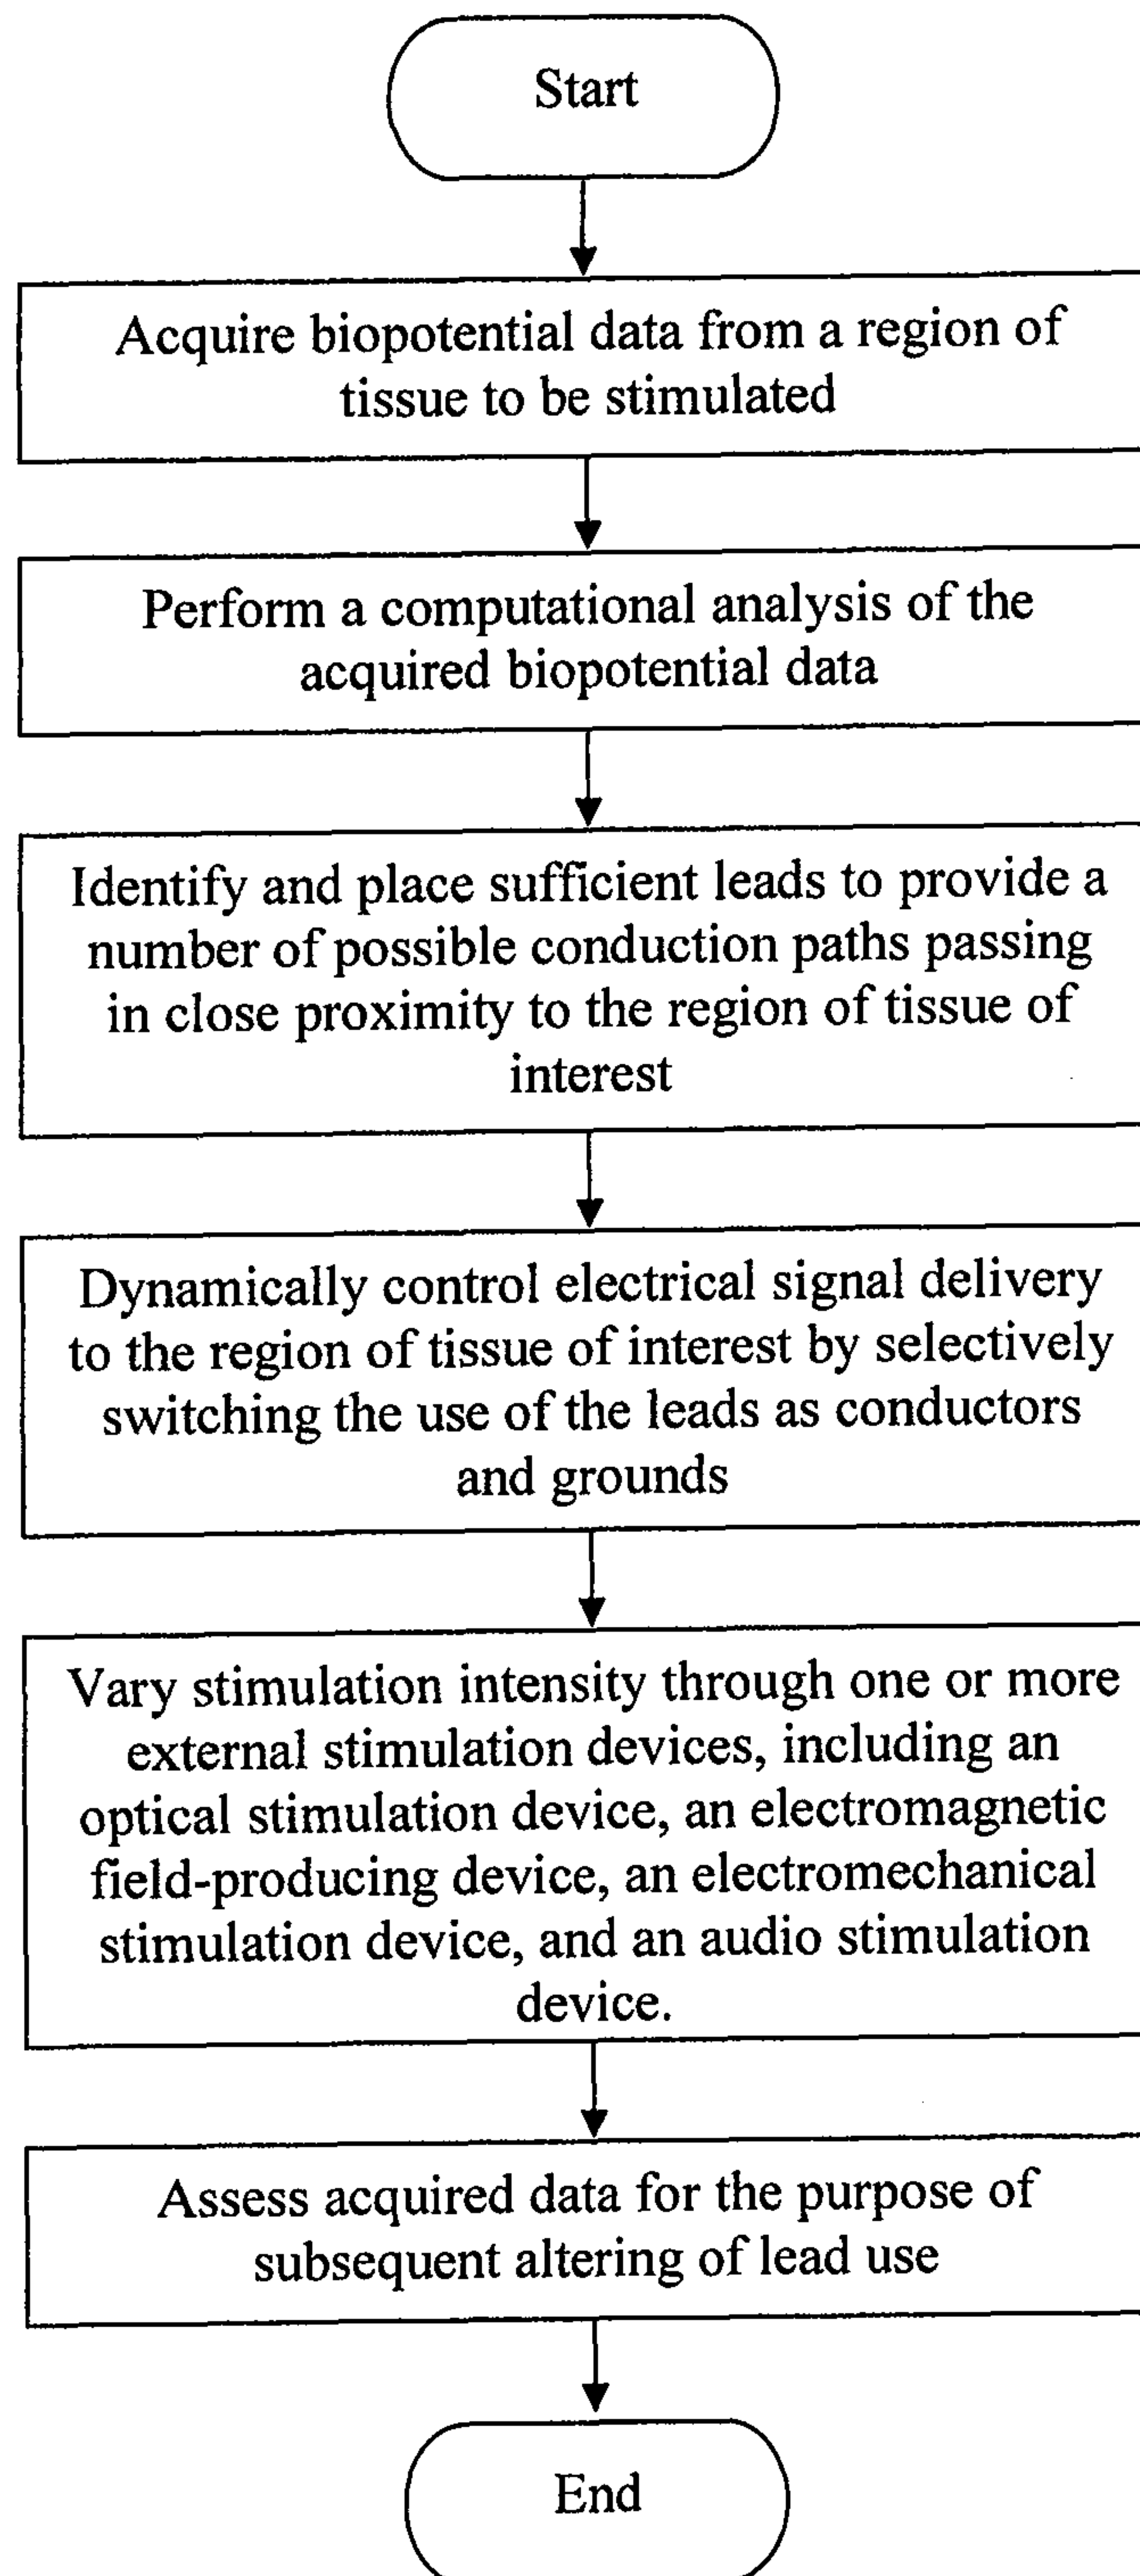 Start
Acquire biopotential data from a region of
tissue to be stimulated
Perform a computational analysis of the
acquired biopotential data
Identify and place sufficient leads to provide a
number of possible conduction paths passing
in close proximity to the region of tissue of
interest
Dynamically control electrical signal delivery
to the region of tissue of interest by selectively
switching the use of the leads as conductors
and grounds
Vary stimulation intensity through one or more
external stimulation devices, including an
optical stimulation device, an electromagnetic
field-producing device, an electromechanical
stimulation device, and an audio stimulation
device.
Assess acquired data for the purpose of
subsequent altering of lead use
End